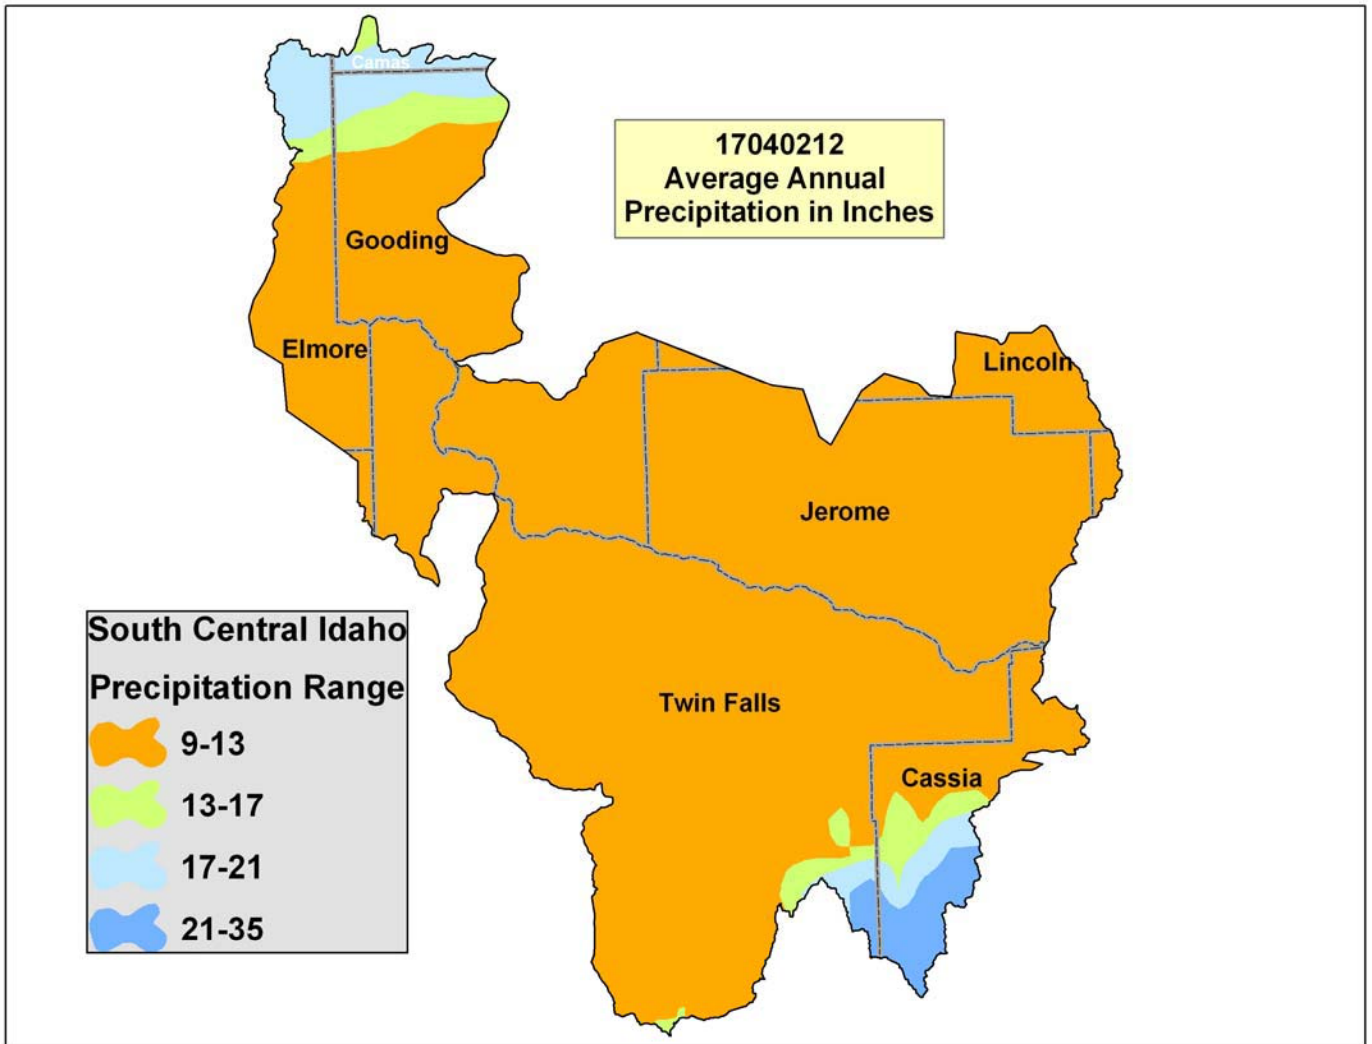 Camas
17040212
Average Annual
Precipitation in Inches
Gooding
Elmore
Lincoln
Jerome
South Central Idaho
Precipitation Range
9-13
13-17
17-21
21-35
Twin Falls
Cassia